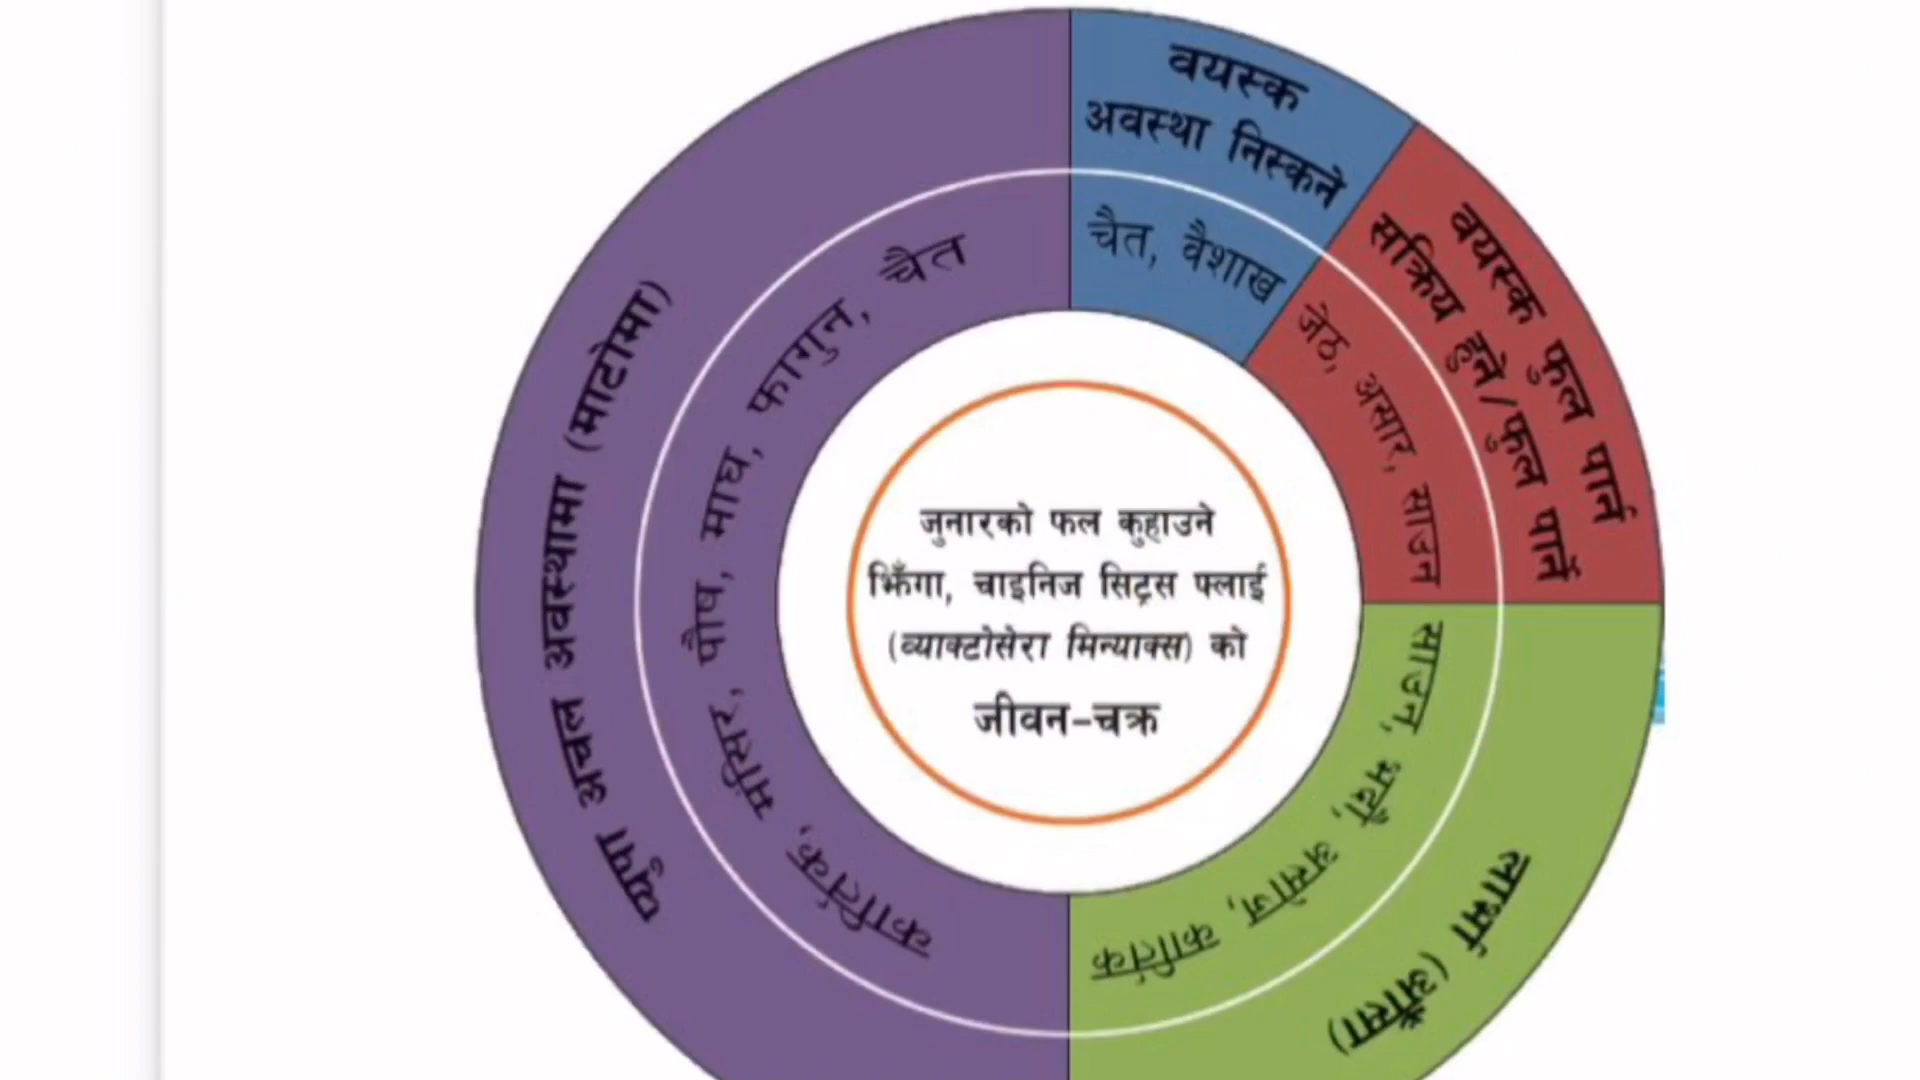 वयस्क
अवस्था निस्कने
चैत, वैशाख
वयस्क फुल पार्न
सक्रिय हुने/फुल पार्ने
जेठ, असार, साउन
साउन, भदौ, असोज, कार्तिक
लार्भा (औँसा)
कार्तिक, मंसिर, पौष, माघ, फागुन, चैत
प्युपा अचल अवस्थामा (माटोमा)
जुनारको फल कुहाउने
झिँगा, चाइनिज सिट्रस फ्लाई
(व्याक्टोसेरा मिन्याक्स) को
जीवन-चक्र